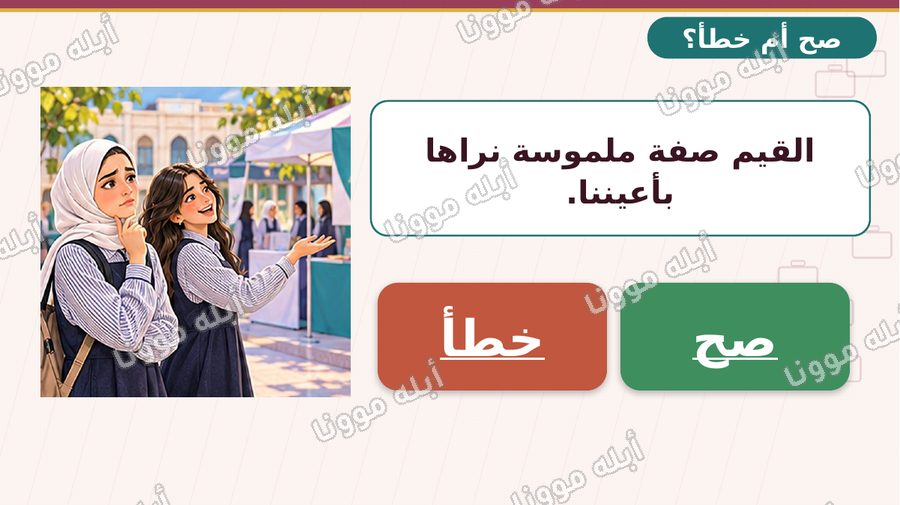 صح أم خطأ؟
القيم صفة ملموسة نراها
بأعيننا.
صح
خطأ
أبله موونا